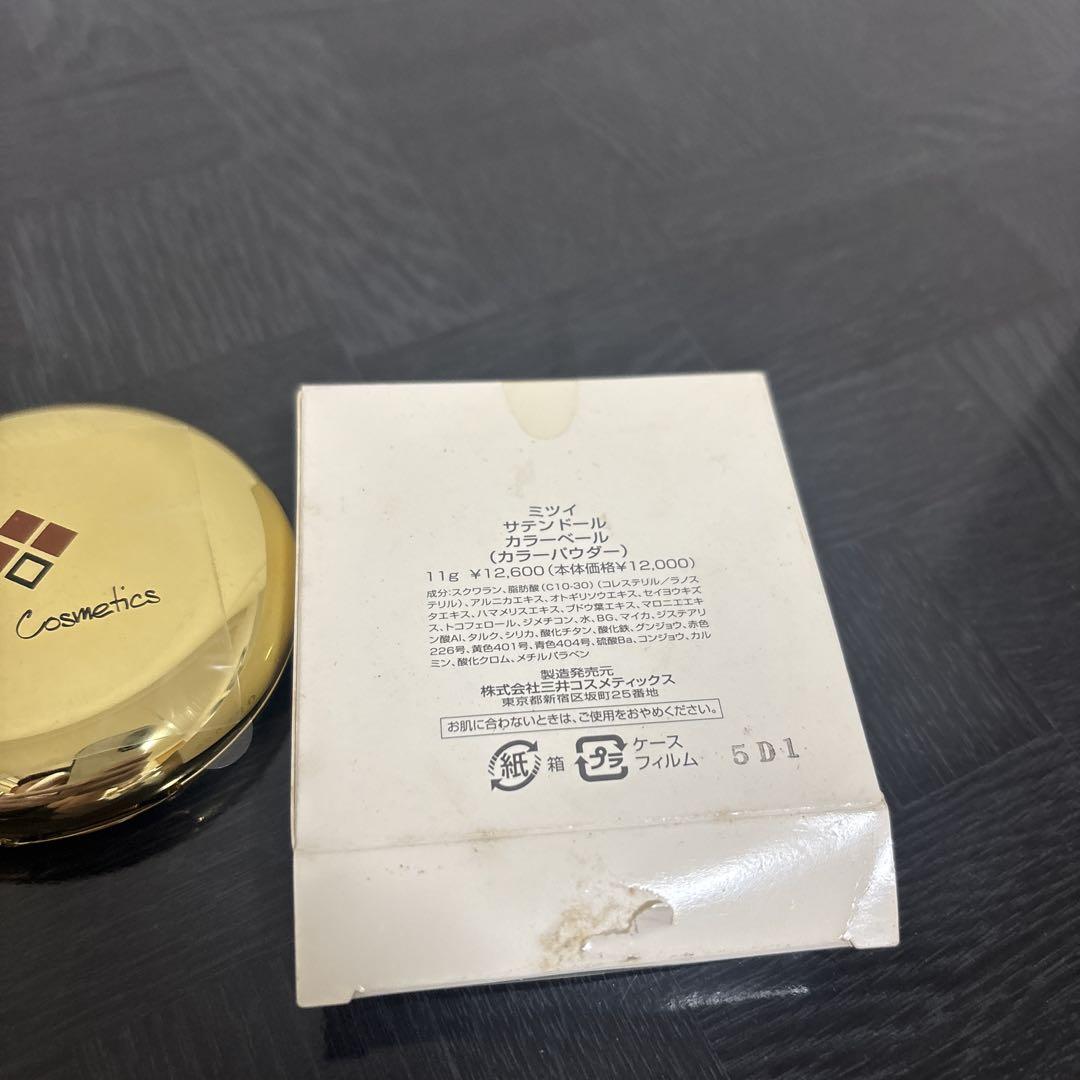 Cosmetics
ミツイ
サテンドール
カラーベール
(カラーパウダー)
11g ¥12,600(本体価格¥12,000)
成分:スクワラン、脂肪酸(C10-30)(コレステリル/ラノス
テリル)、アルニカエキス、オトギリソウエキス、セイヨウキズ
タエキス、ハマメリスエキス、ブドウ葉エキス、マロニエエキ
ス、トコフェロール、ジメチコン、水、BG、マイカ、ジステアリ
ン酸Al、タルク、シリカ、酸化チタン、酸化鉄、グンジョウ、赤色
226号、黄色401号、青色404号、硫酸Ba、コンジョウ、カル
ミン、酸化クロム、メチルパラベン
製造発売元
株式会社三井コスメティックス
東京都新宿区坂町25番地
お肌に合わないときは、ご使用をおやめください。
紙 箱 プラ ケース
フィルム
5D1